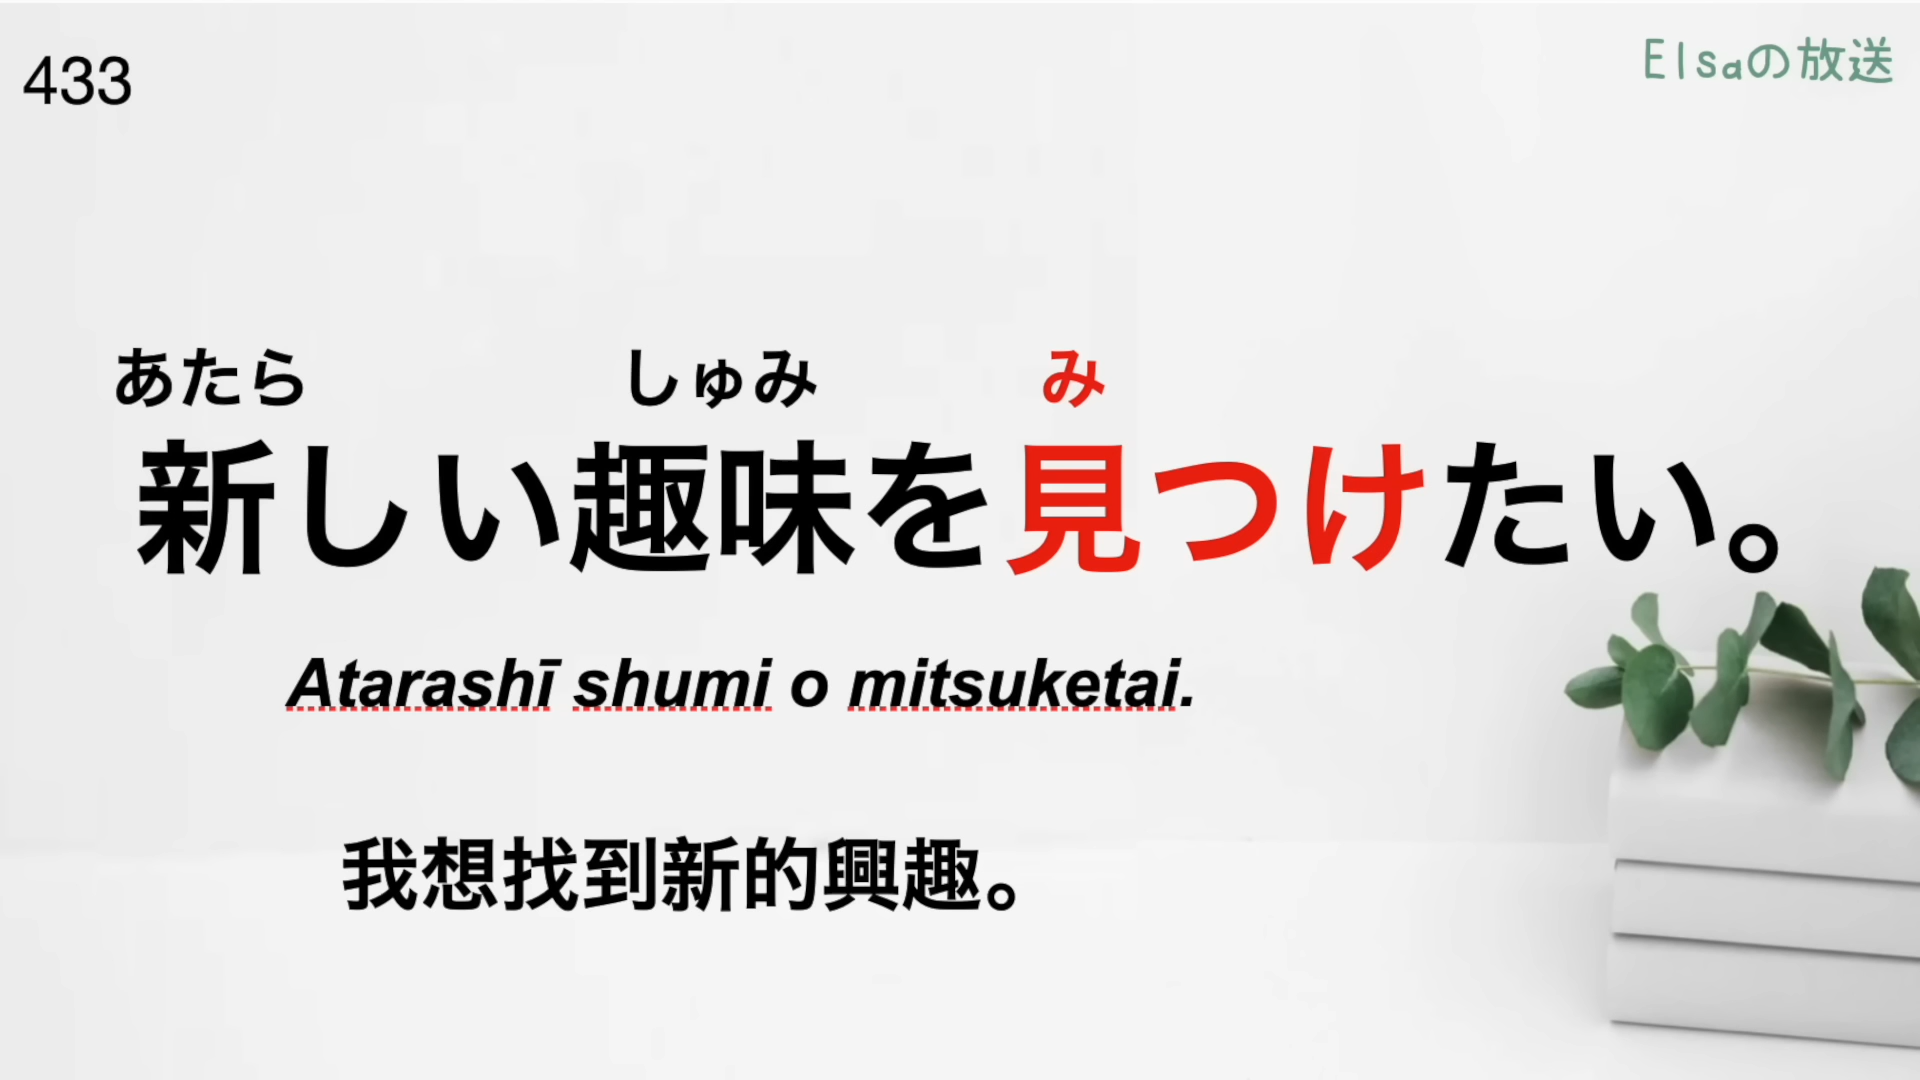 433
Elsaの放送
あたら しゅみ み
新しい趣味を見つけたい。
Atarashī shumi o mitsuketai.
我想找到新的興趣。